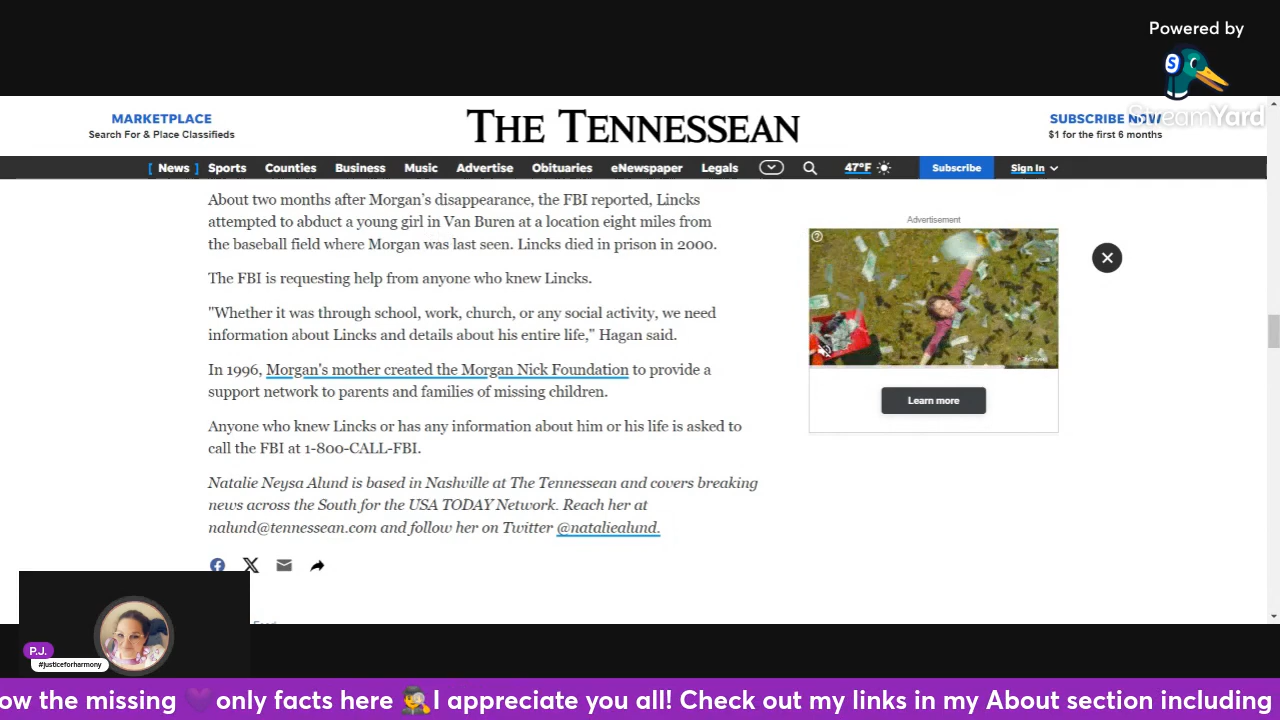 Powered by
S
StreamYard
MARKETPLACE
Search For & Place Classifieds
THE TENNESSEAN
SUBSCRIBE NOW
$1 for the first 6 months
[ News ] Sports Counties Business Music Advertise Obituaries eNewspaper Legals 47°F Subscribe Sign In
About two months after Morgan's disappearance, the FBI reported, Lincks
attempted to abduct a young girl in Van Buren at a location eight miles from
the baseball field where Morgan was last seen. Lincks died in prison in 2000.
The FBI is requesting help from anyone who knew Lincks.
"Whether it was through school, work, church, or any social activity, we need
information about Lincks and details about his entire life," Hagan said.
In 1996, Morgan's mother created the Morgan Nick Foundation to provide a
support network to parents and families of missing children.
Anyone who knew Lincks or has any information about him or his life is asked to
call the FBI at 1-800-CALL-FBI.
Natalie Neysa Alund is based in Nashville at The Tennessean and covers breaking
news across the South for the USA TODAY Network. Reach her at
nalund@tennessean.com and follow her on Twitter @nataliealund.
Advertisement
Learn more
P.J.
#justiceforharmony
ow the missing 💜only facts here 🕵️I appreciate you all! Check out my links in my About section including